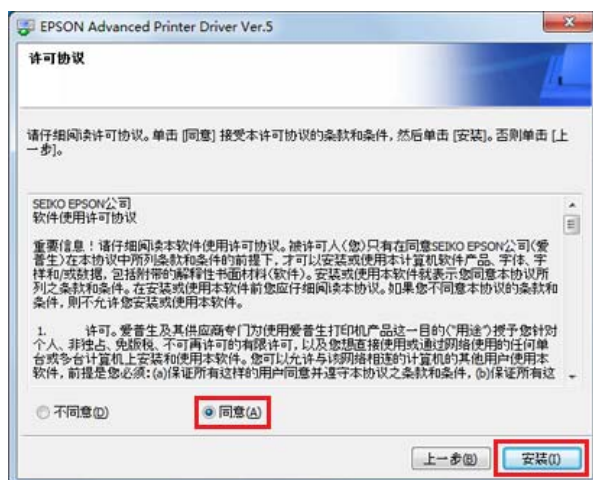 EPSON Advanced Printer Driver Ver.5
许可协议
请仔细阅读许可协议。单击 [同意] 接受本许可协议的条款和条件, 然后单击 [安装]。否则单击 [上
一步]。
SEIKO EPSON公司
软件使用许可协议
重要信息！请仔细阅读本软件使用许可协议。被许可人(您)只有在同意SEIKO EPSON公司(爱
普生)在本协议中所列条款和条件的前提下, 才可以安装或使用本计算机软件产品、字体、字
样和/或数据, 包括附带的解释性书面材料(软件)。安装或使用本软件就表示您同意本协议所
列之条款和条件。在安装或使用本软件前您应仔细阅读本协议。如果您不同意本协议的条款和
条件, 则不允许您安装或使用本软件。
1. 许可。爱普生及其供应商专门为使用爱普生打印机产品这一目的("用途")授予您针对
个人、非独占、免版税、不可再许可的有限许可, 以及您想直接使用或通过网络使用的任何单
台或多台计算机上安装和使用本软件。您可以允许与该网络相连的计算机的其他用户使用本
软件, 前提是您必须: (a)保证所有这样的用户同意并遵守本协议之条款和条件, (b)保证所有这
不同意(D) 同意(A)
上一步(B) 安装(I)